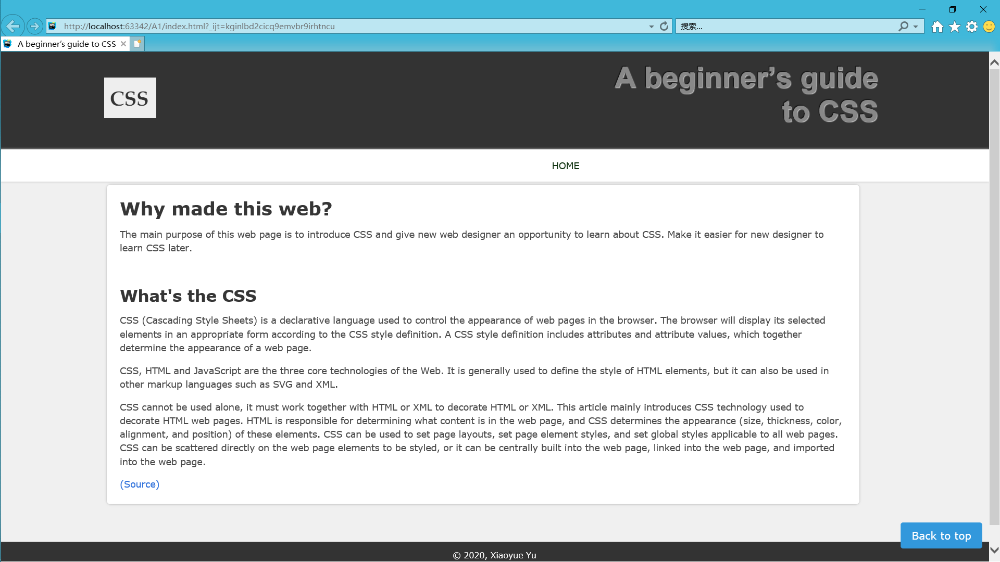 http://localhost:63342/A1/index.html?_ijt=kginlbd2cicq9emvbr9irhtncu
搜索...
A beginner’s guide to CSS
CSS
A beginner’s guide
to CSS
HOME
Why made this web?
The main purpose of this web page is to introduce CSS and give new web designer an opportunity to learn about CSS. Make it easier for new designer to
learn CSS later.
What's the CSS
CSS (Cascading Style Sheets) is a declarative language used to control the appearance of web pages in the browser. The browser will display its selected
elements in an appropriate form according to the CSS style definition. A CSS style definition includes attributes and attribute values, which together
determine the appearance of a web page.
CSS, HTML and JavaScript are the three core technologies of the Web. It is generally used to define the style of HTML elements, but it can also be used in
other markup languages such as SVG and XML.
CSS cannot be used alone, it must work together with HTML or XML to decorate HTML or XML. This article mainly introduces CSS technology used to
decorate HTML web pages. HTML is responsible for determining what content is in the web page, and CSS determines the appearance (size, thickness, color,
alignment, and position) of these elements. CSS can be used to set page layouts, set page element styles, and set global styles applicable to all web pages.
CSS can be scattered directly on the web page elements to be styled, or it can be centrally built into the web page, linked into the web page, and imported
into the web page.
(Source)
Back to top
© 2020, Xiaoyue Yu